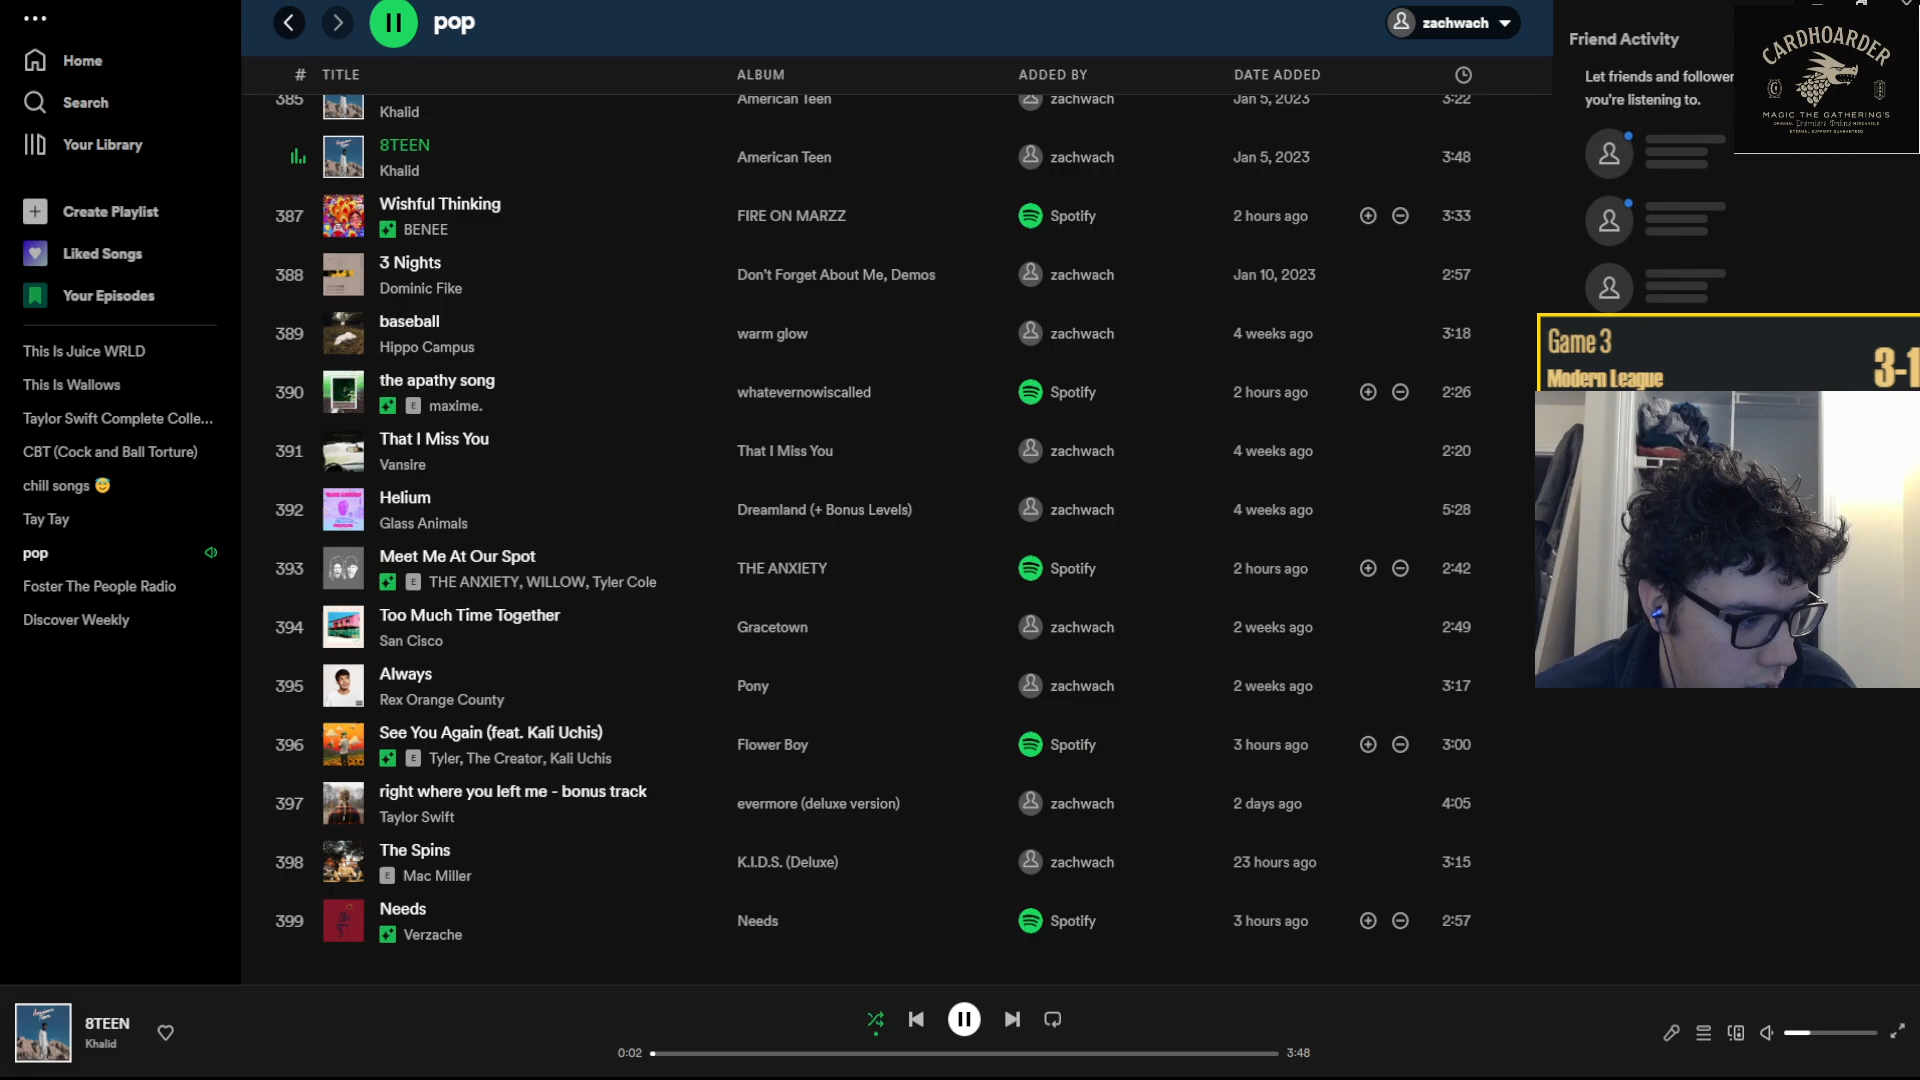 pop
zachwach
Friend Activity
Let friends and follower
you're listening to.
CARDHOARDER
MAGIC THE GATHERING'S
Home
Search
Your Library
Create Playlist
Liked Songs
Your Episodes
This Is Juice WRLD
This Is Wallows
Taylor Swift Complete Colle...
CBT (Cock and Ball Torture)
chill songs 😇
Tay Tay
pop
Foster The People Radio
Discover Weekly
# TITLE ALBUM ADDED BY DATE ADDED
385 American Teen zachwach Jan 5, 2023 3:22
Khalid
8TEEN
American Teen zachwach Jan 5, 2023 3:48
Khalid
Wishful Thinking
387 FIRE ON MARZZ Spotify 2 hours ago 3:33
BENEE
3 Nights
388 Don't Forget About Me, Demos zachwach Jan 10, 2023 2:57
Dominic Fike
baseball
389 warm glow zachwach 4 weeks ago 3:18
Hippo Campus
the apathy song
390 whatevernowiscalled Spotify 2 hours ago 2:26
E maxime.
That I Miss You
391 That I Miss You zachwach 4 weeks ago 2:20
Vansire
Helium
392 Dreamland (+ Bonus Levels) zachwach 4 weeks ago 5:28
Glass Animals
Meet Me At Our Spot
393 THE ANXIETY Spotify 2 hours ago 2:42
E THE ANXIETY, WILLOW, Tyler Cole
Too Much Time Together
394 Gracetown zachwach 2 weeks ago 2:49
San Cisco
Always
395 Pony zachwach 2 weeks ago 3:17
Rex Orange County
See You Again (feat. Kali Uchis)
396 Flower Boy Spotify 3 hours ago 3:00
E Tyler, The Creator, Kali Uchis
right where you left me - bonus track
397 evermore (deluxe version) zachwach 2 days ago 4:05
Taylor Swift
The Spins
398 K.I.D.S. (Deluxe) zachwach 23 hours ago 3:15
E Mac Miller
Needs
399 Needs Spotify 3 hours ago 2:57
Verzache
Game 3
Modern League 3-1
8TEEN
Khalid
0:02 3:48